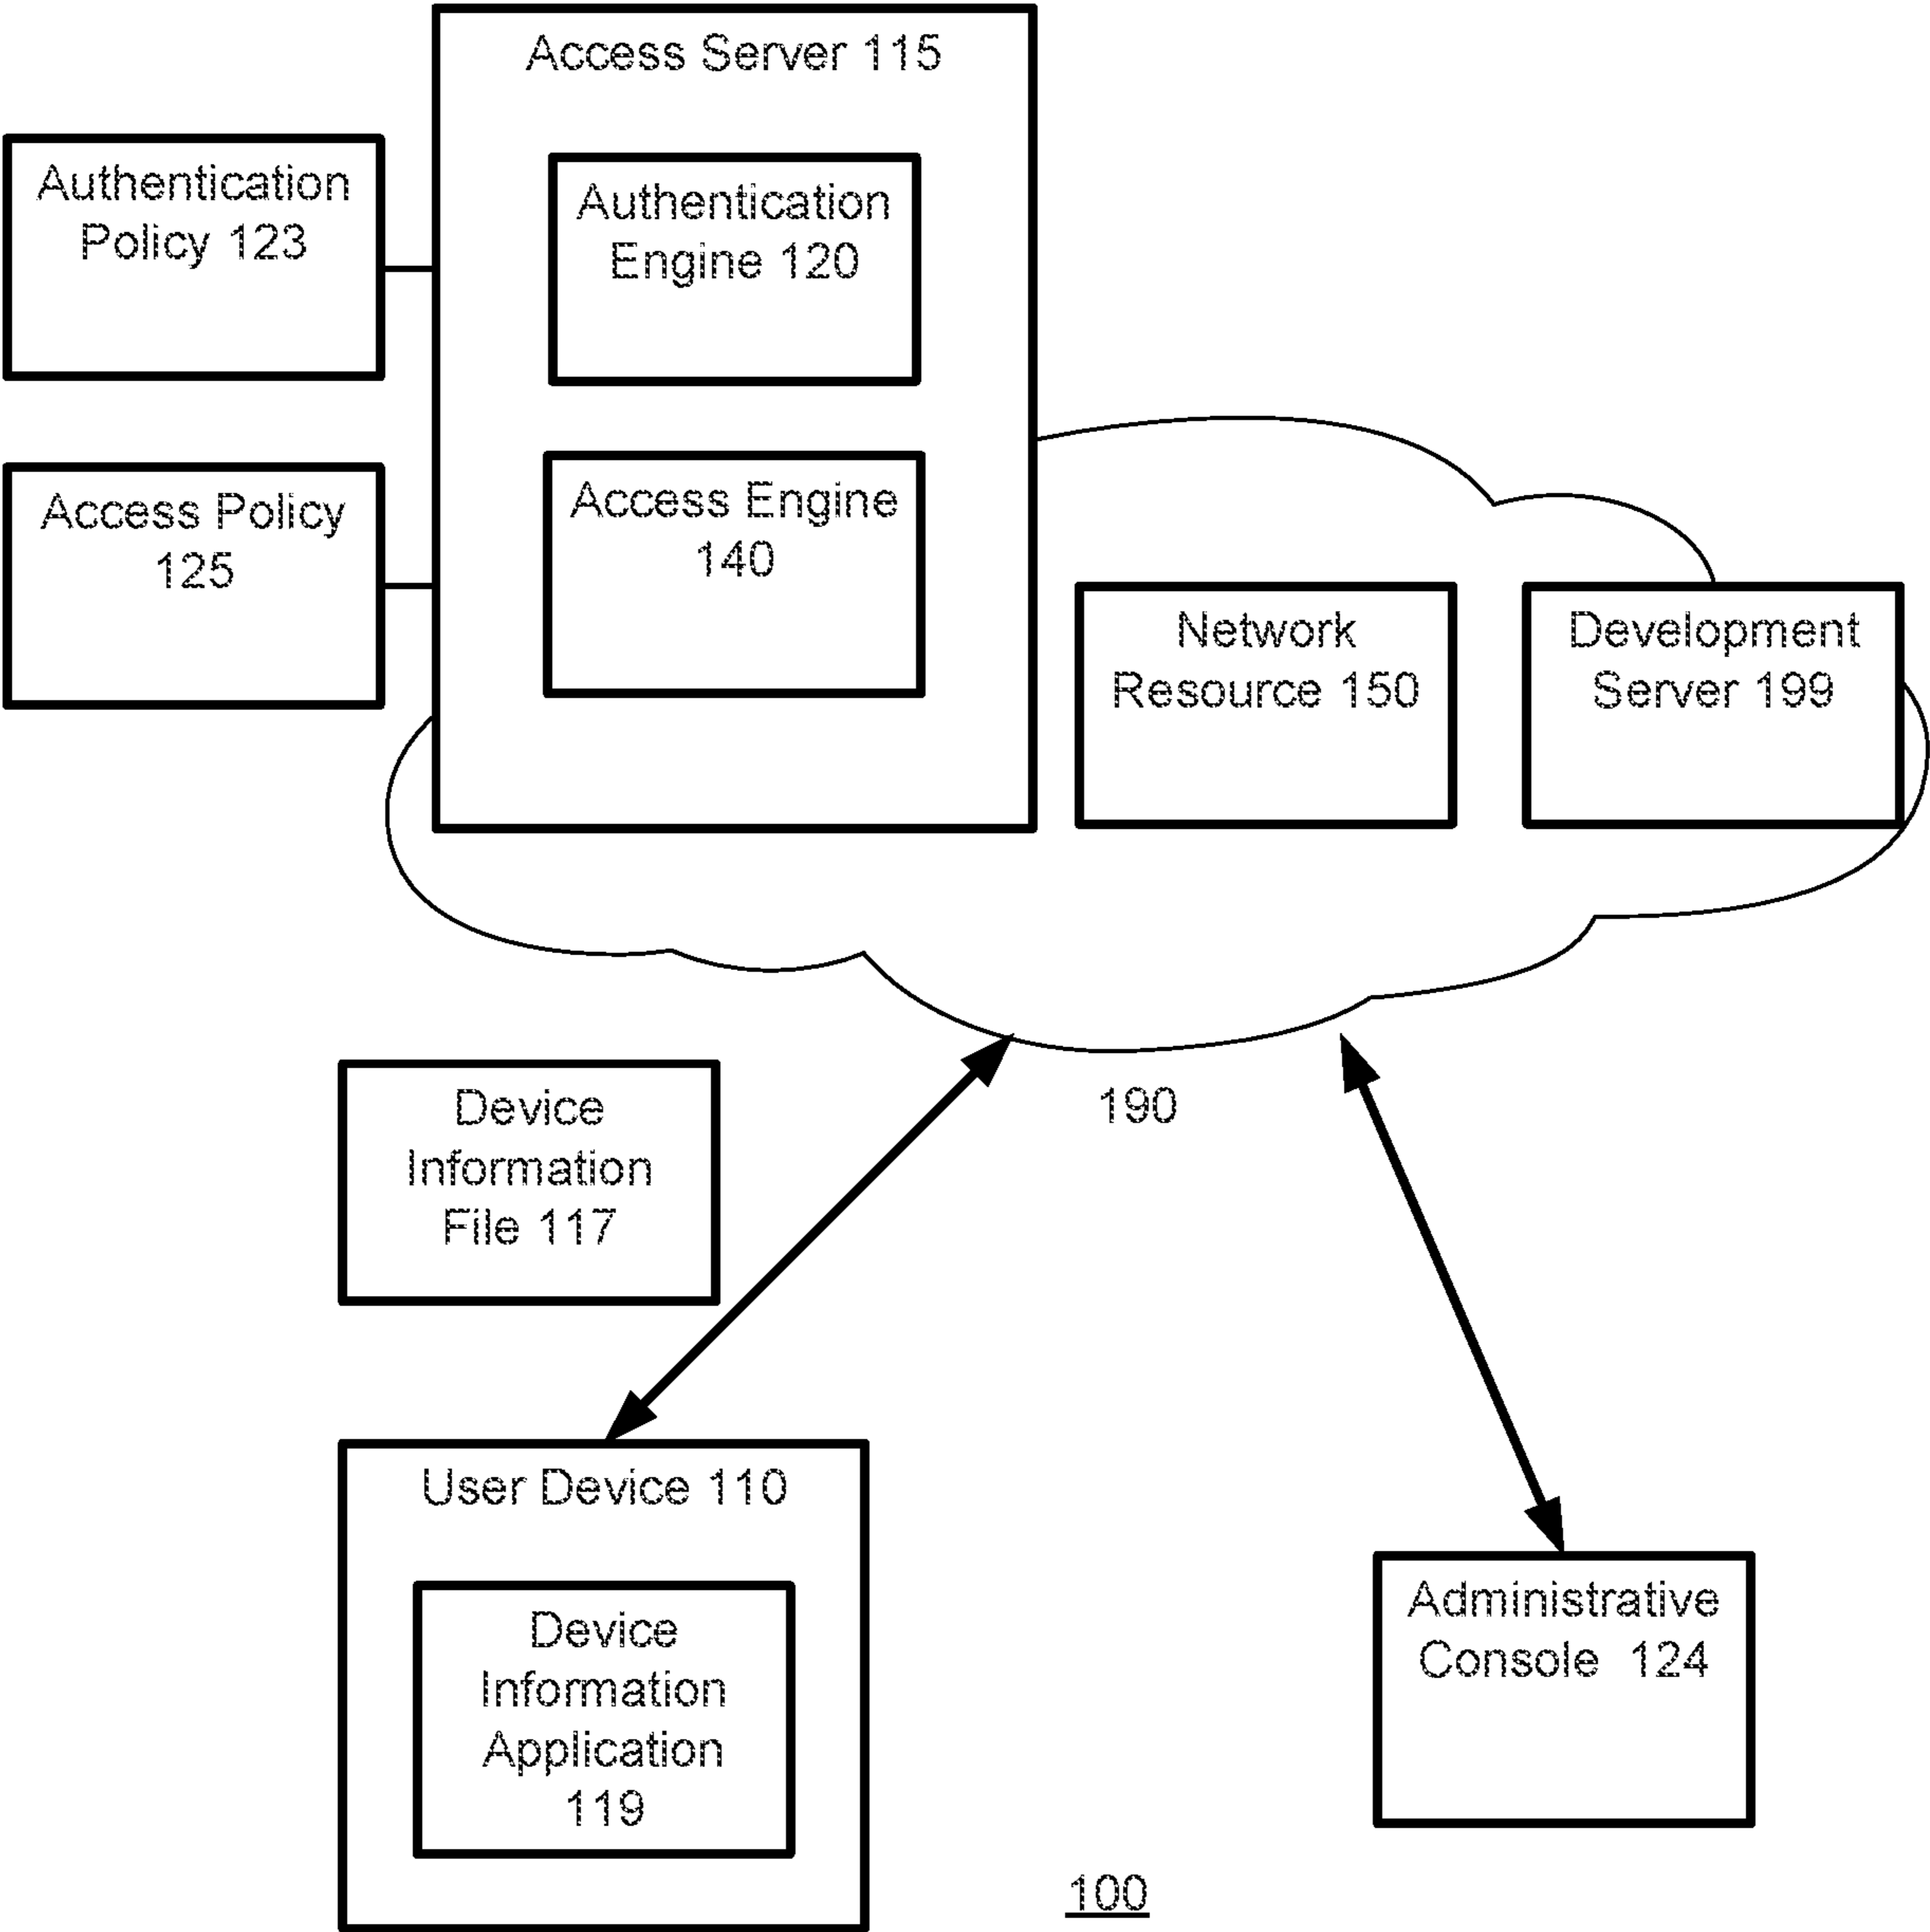 Access Server 115
Authentication
Policy 123
Authentication
Engine 120
Access Policy
125
Access Engine
140
Network
Resource 150
Development
Server 199
190
Device
Information
File 117
User Device 110
Device
Information
Application
119
Administrative
Console 124
100